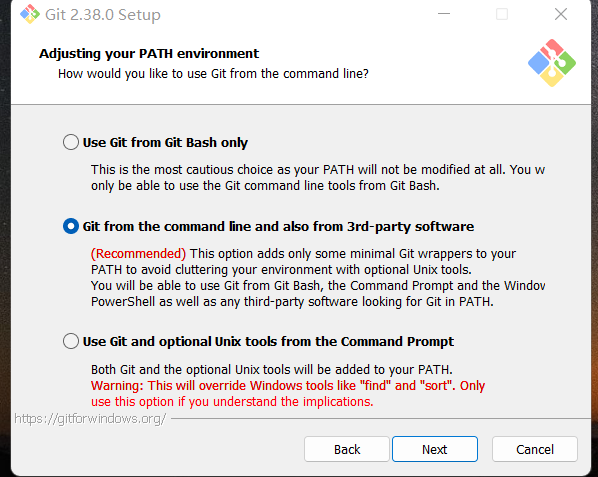 Git 2.38.0 Setup
Adjusting your PATH environment
How would you like to use Git from the command line?
Use Git from Git Bash only
This is the most cautious choice as your PATH will not be modified at all. You w
only be able to use the Git command line tools from Git Bash.
Git from the command line and also from 3rd-party software
(Recommended) This option adds only some minimal Git wrappers to your
PATH to avoid cluttering your environment with optional Unix tools.
You will be able to use Git from Git Bash, the Command Prompt and the Window
PowerShell as well as any third-party software looking for Git in PATH.
Use Git and optional Unix tools from the Command Prompt
Both Git and the optional Unix tools will be added to your PATH.
Warning: This will override Windows tools like "find" and "sort". Only
use this option if you understand the implications.
https://gitforwindows.org/
Back Next Cancel